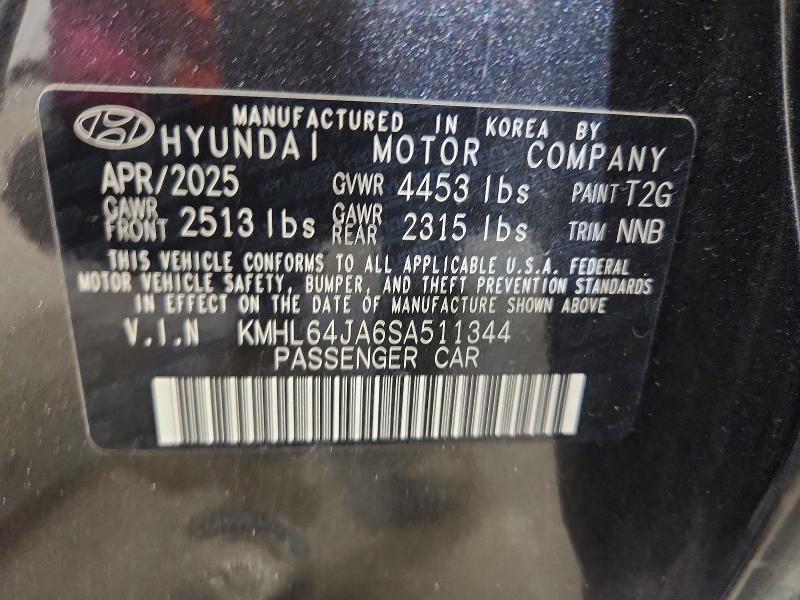 MANUFACTURED IN KOREA BY
HYUNDAI MOTOR COMPANY
APR/2025 GVWR 4453 lbs PAINT T2G
GAWR FRONT 2513 lbs GAWR REAR 2315 lbs TRIM NNB
THIS VEHICLE CONFORMS TO ALL APPLICABLE U.S.A. FEDERAL
MOTOR VEHICLE SAFETY, BUMPER, AND THEFT PREVENTION STANDARDS
IN EFFECT ON THE DATE OF MANUFACTURE SHOWN ABOVE
V.I.N KMHL64JA6SA511344
PASSENGER CAR